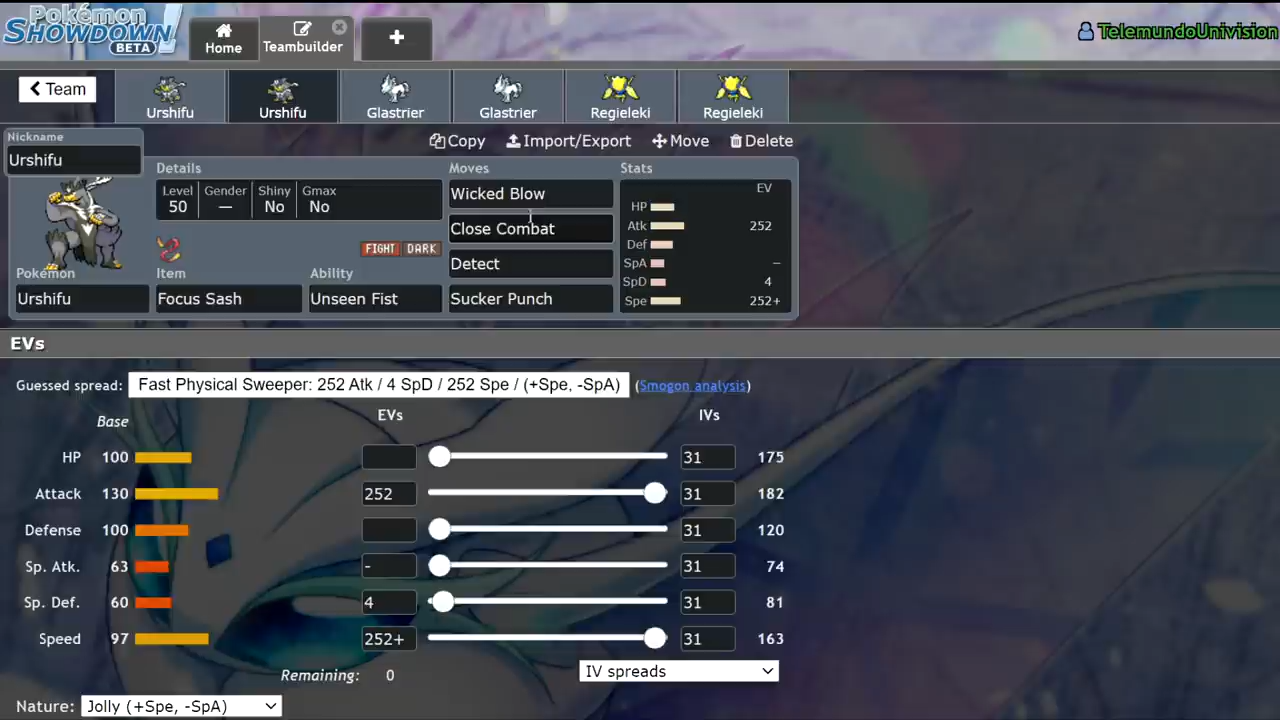 Pokémon
SHOWDOWN!
BETA
Home
Teambuilder
+
TelemundoUnivision
Team
Urshifu
Urshifu
Glastrier
Glastrier
Regieleki
Regieleki
Copy
Import/Export
Move
Delete
Nickname
Urshifu
Details
Level
50
Gender
—
Shiny
No
Gmax
No
FIGHT
DARK
Pokémon
Urshifu
Item
Focus Sash
Ability
Unseen Fist
Moves
Wicked Blow
Close Combat
Detect
Sucker Punch
Stats
EV
HP
Atk 252
Def
SpA –
SpD 4
Spe 252+
EVs
Guessed spread: Fast Physical Sweeper: 252 Atk / 4 SpD / 252 Spe / (+Spe, -SpA) (Smogon analysis)
Base EVs IVs
HP 100 31 175
Attack 130 252 31 182
Defense 100 31 120
Sp. Atk. 63 - 31 74
Sp. Def. 60 4 31 81
Speed 97 252+ 31 163
Remaining: 0
IV spreads
Nature: Jolly (+Spe, -SpA)